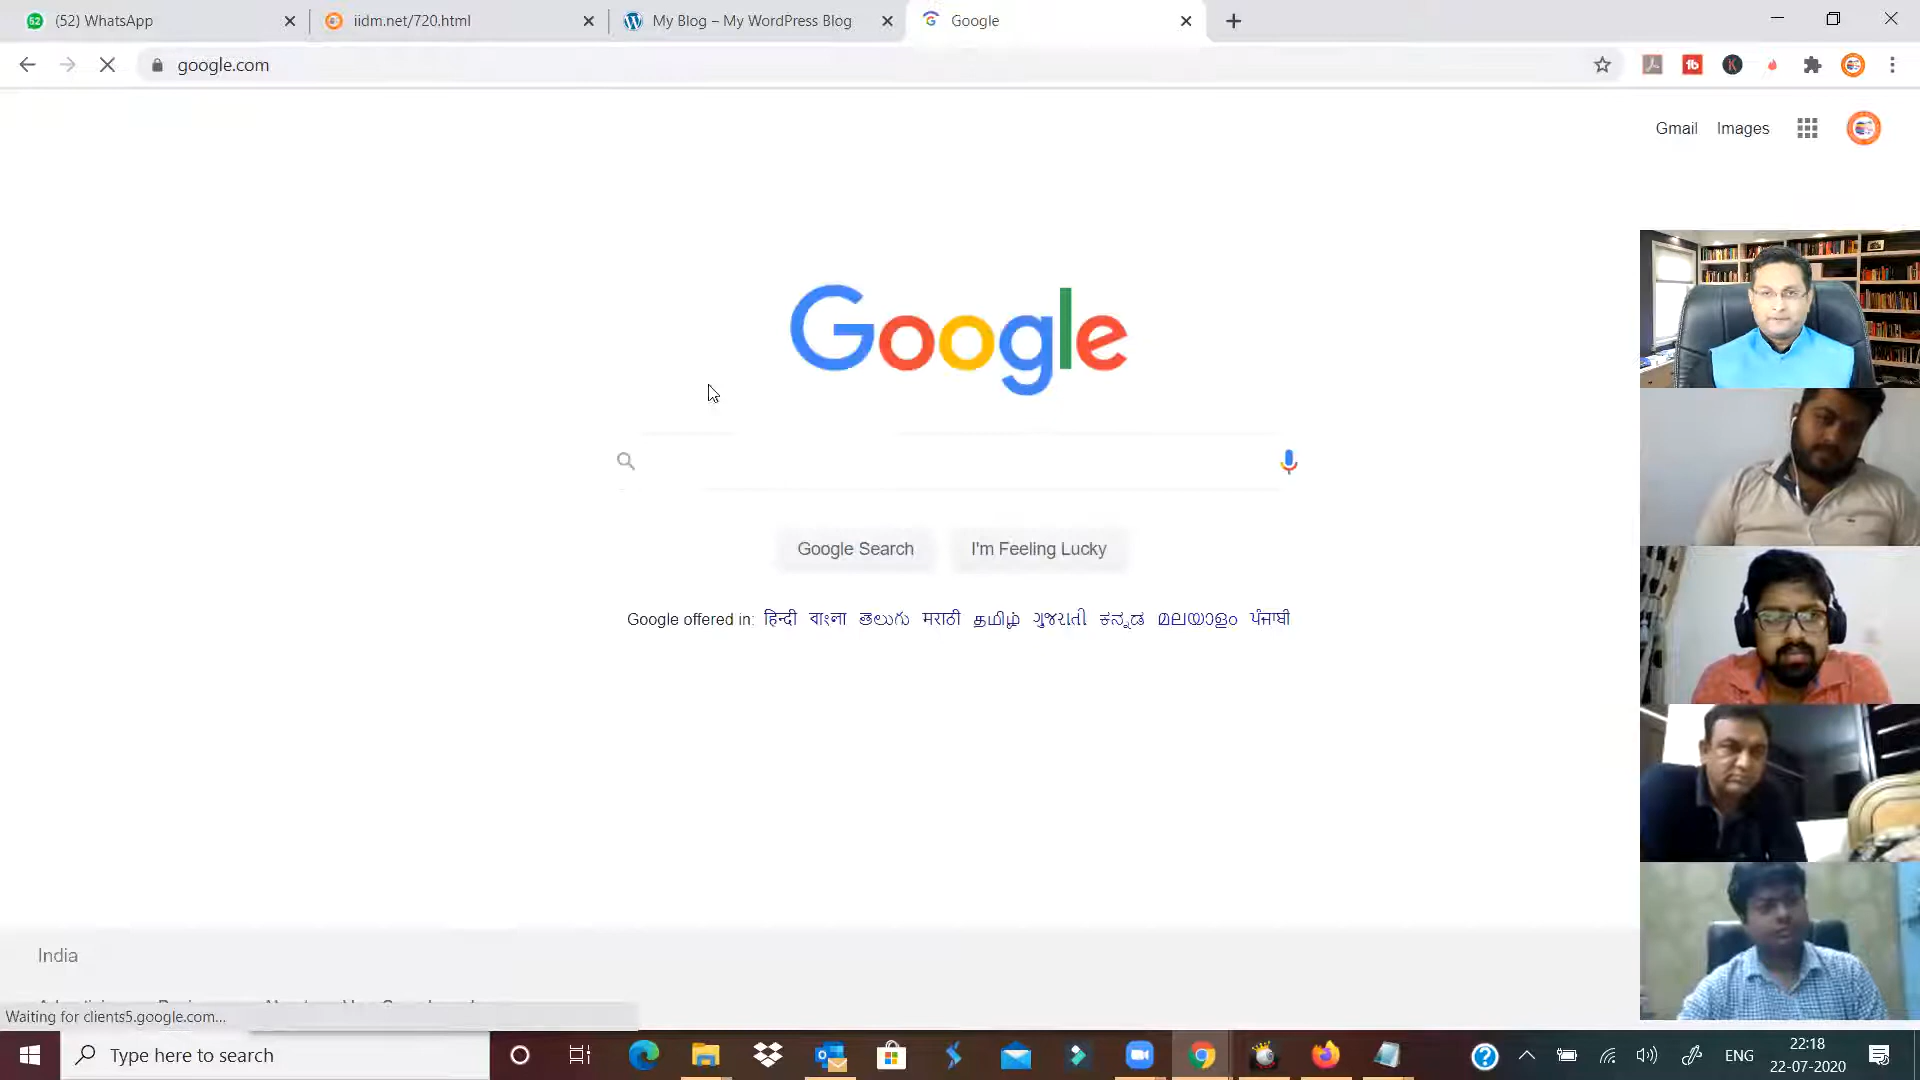 52 (52) WhatsApp
iidm.net/720.html
My Blog – My WordPress Blog
Google
google.com
Gmail Images
Google
Google Search I'm Feeling Lucky
Google offered in: हिन्दी বাংলা తెలుగు मराठी தமிழ் ગુજરાતી ಕನ್ನಡ മലയാളം ਪੰਜਾਬੀ
India
Waiting for clients5.google.com...
Type here to search
ENG
22:18
22-07-2020